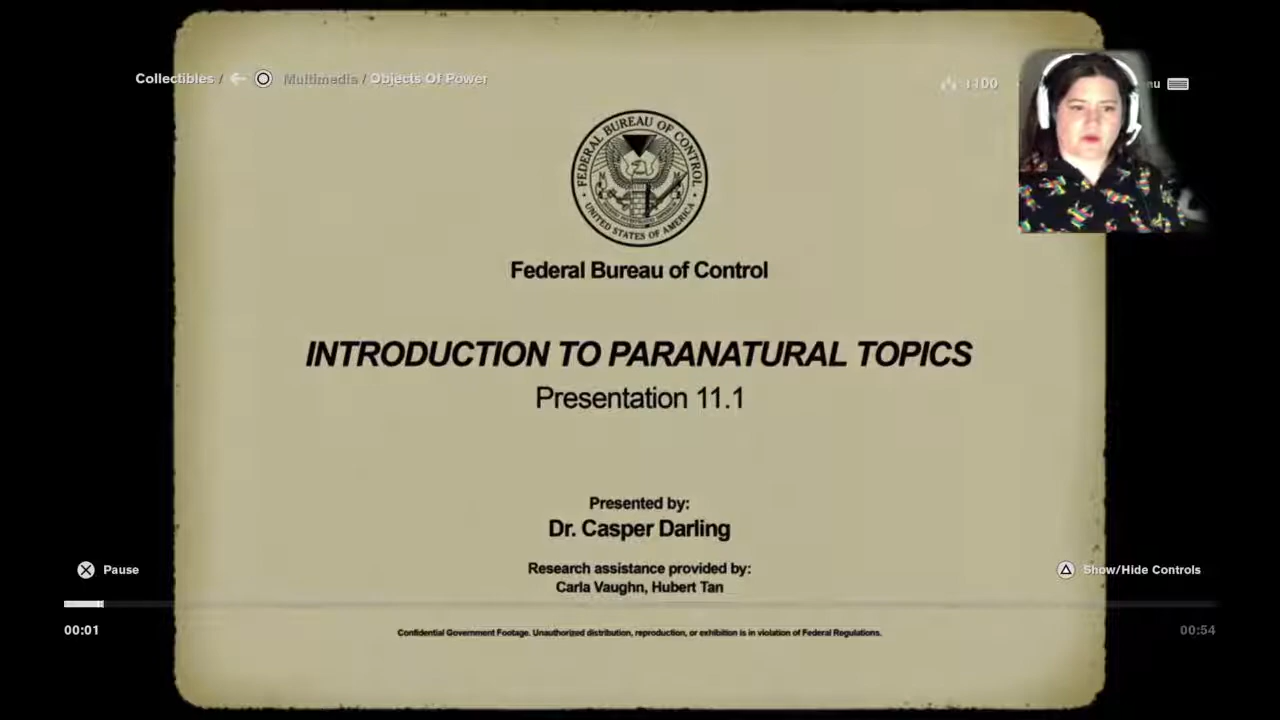 Collectibles / Multimedia / Objects Of Power
1100
nu
FEDERAL BUREAU OF CONTROL
UNITED STATES OF AMERICA
Federal Bureau of Control
INTRODUCTION TO PARANATURAL TOPICS
Presentation 11.1
Presented by:
Dr. Casper Darling
Research assistance provided by:
Carla Vaughn, Hubert Tan
Pause
Show/Hide Controls
00:01
00:54
Confidential Government Footage. Unauthorized distribution, reproduction, or exhibition is in violation of Federal Regulations.